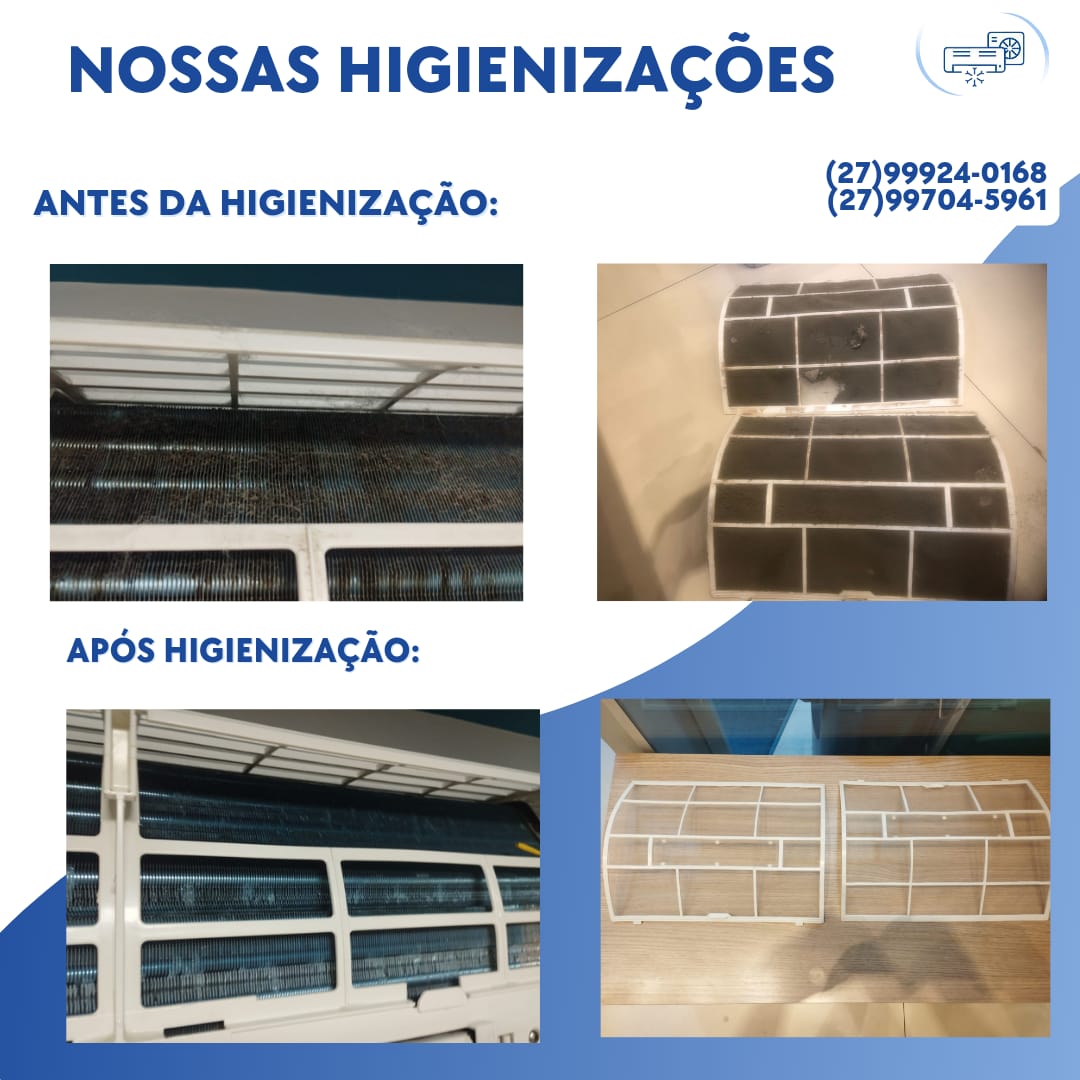 NOSSAS HIGIENIZAÇÕES
(27)99924-0168
(27)99704-5961
ANTES DA HIGIENIZAÇÃO:
APÓS HIGIENIZAÇÃO: